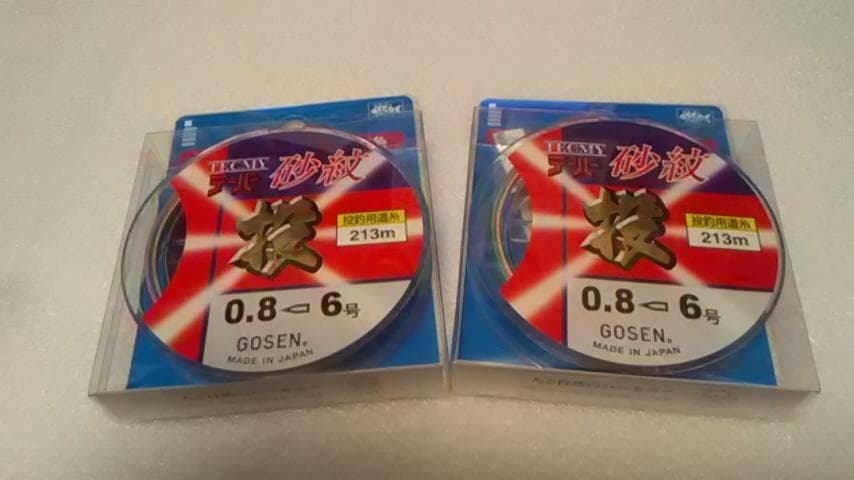 TECMY
テーパー 砂紋
投
投釣用道糸
213m
0.8 6号
GOSEN®
MADE IN JAPAN
TECMY
テーパー 砂紋
投
投釣用道糸
213m
0.8 6号
GOSEN®
MADE IN JAPAN